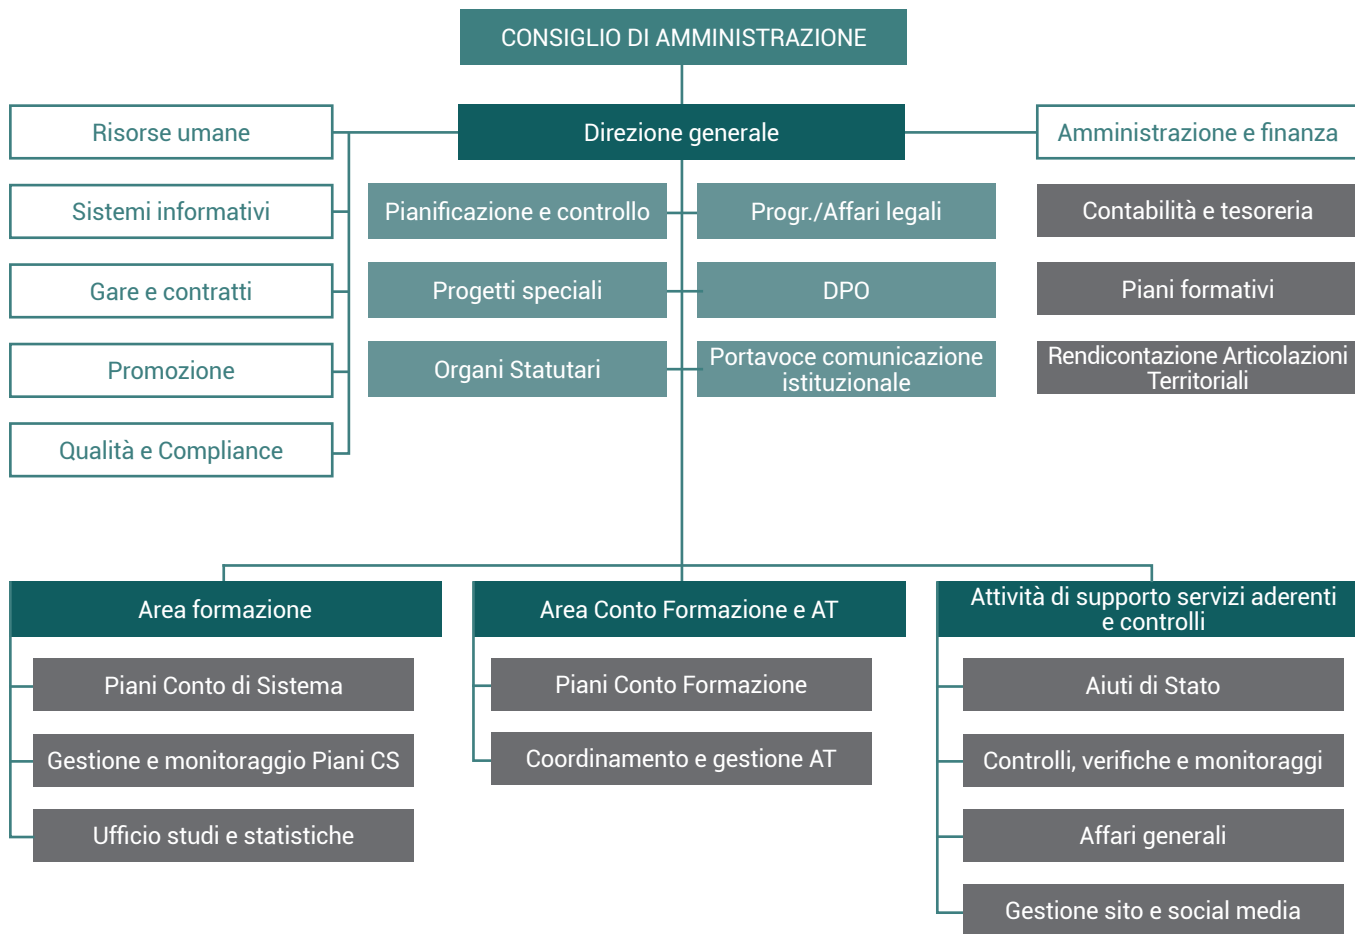 CONSIGLIO DI AMMINISTRAZIONE
Risorse umane
Direzione generale
Amministrazione e finanza
Sistemi informativi
Pianificazione e controllo
Progr./Affari legali
Contabilità e tesoreria
Gare e contratti
Progetti speciali
DPO
Piani formativi
Promozione
Organi Statutari
Portavoce comunicazione
istituzionale
Rendicontazione Articolazioni
Territoriali
Qualità e Compliance
Area formazione
Area Conto Formazione e AT
Attività di supporto servizi aderenti
e controlli
Piani Conto di Sistema
Piani Conto Formazione
Aiuti di Stato
Gestione e monitoraggio Piani CS
Coordinamento e gestione AT
Controlli, verifiche e monitoraggi
Ufficio studi e statistiche
Affari generali
Gestione sito e social media